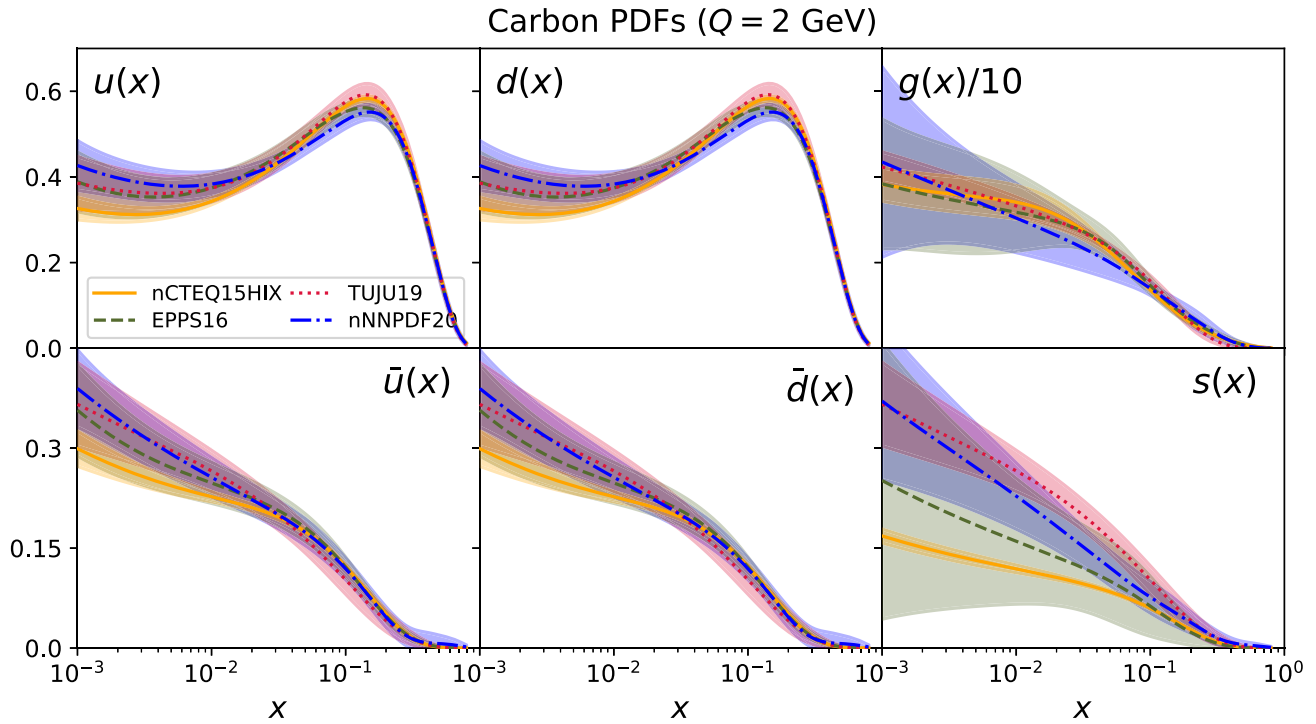 Carbon PDFs (Q = 2 GeV)
u(x)
d(x)
g(x)/10
0.6
0.4
0.2
0.0
nCTEQ15HIX
TUJU19
EPPS16
nNNPDF20
ū(x)
d̄(x)
s(x)
0.3
0.15
0.0
10⁻³ 10⁻² 10⁻¹ 10⁻³ 10⁻² 10⁻¹ 10⁻³ 10⁻² 10⁻¹ 10⁰
x x x